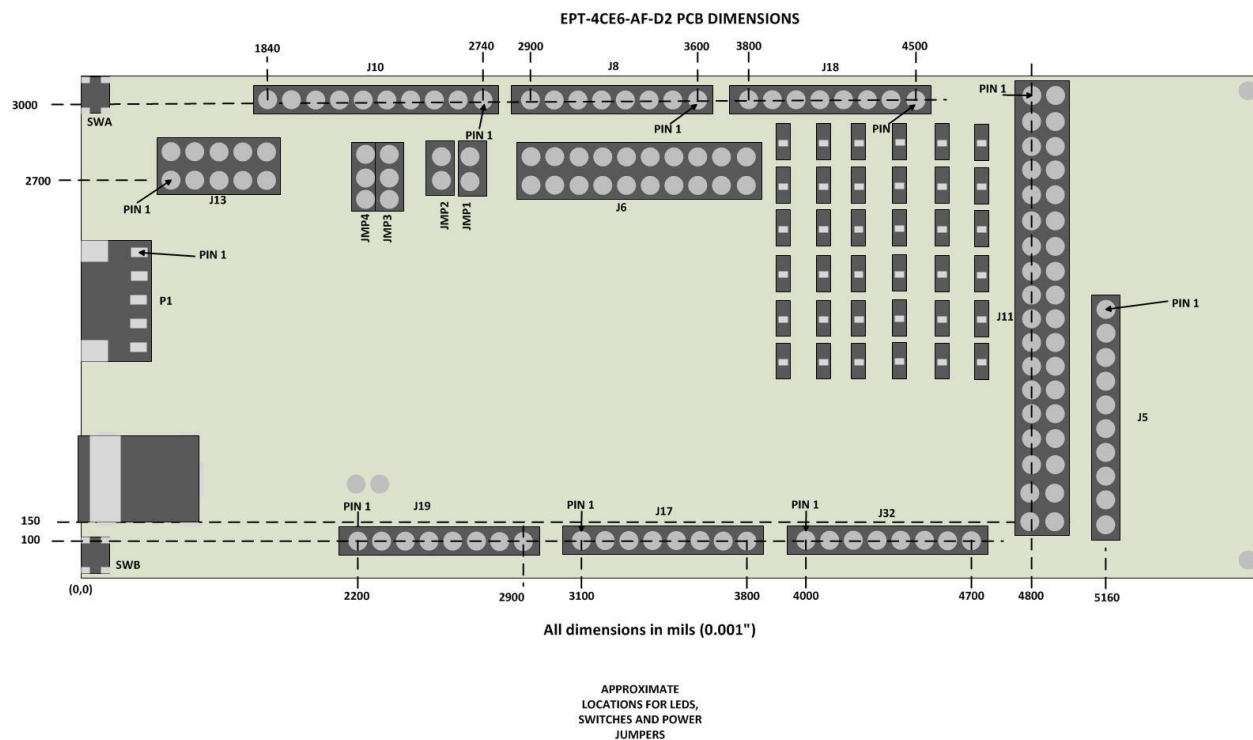 EPT-4CE6-AF-D2 PCB DIMENSIONS
1840
2740
2900
3600
3800
4500
J10
J8
J18
3000
SWA
PIN 1
PIN 1
PIN
PIN 1
2700
PIN 1
J13
JMP4
JMP3
JMP2
JMP1
J6
PIN 1
P1
PIN 1
J11
J5
PIN 1
J19
PIN 1
J17
PIN 1
J32
150
100
SWB
(0,0)
2200
2900
3100
3800
4000
4700
4800
5160
All dimensions in mils (0.001")
APPROXIMATE
LOCATIONS FOR LEDS,
SWITCHES AND POWER
JUMPERS